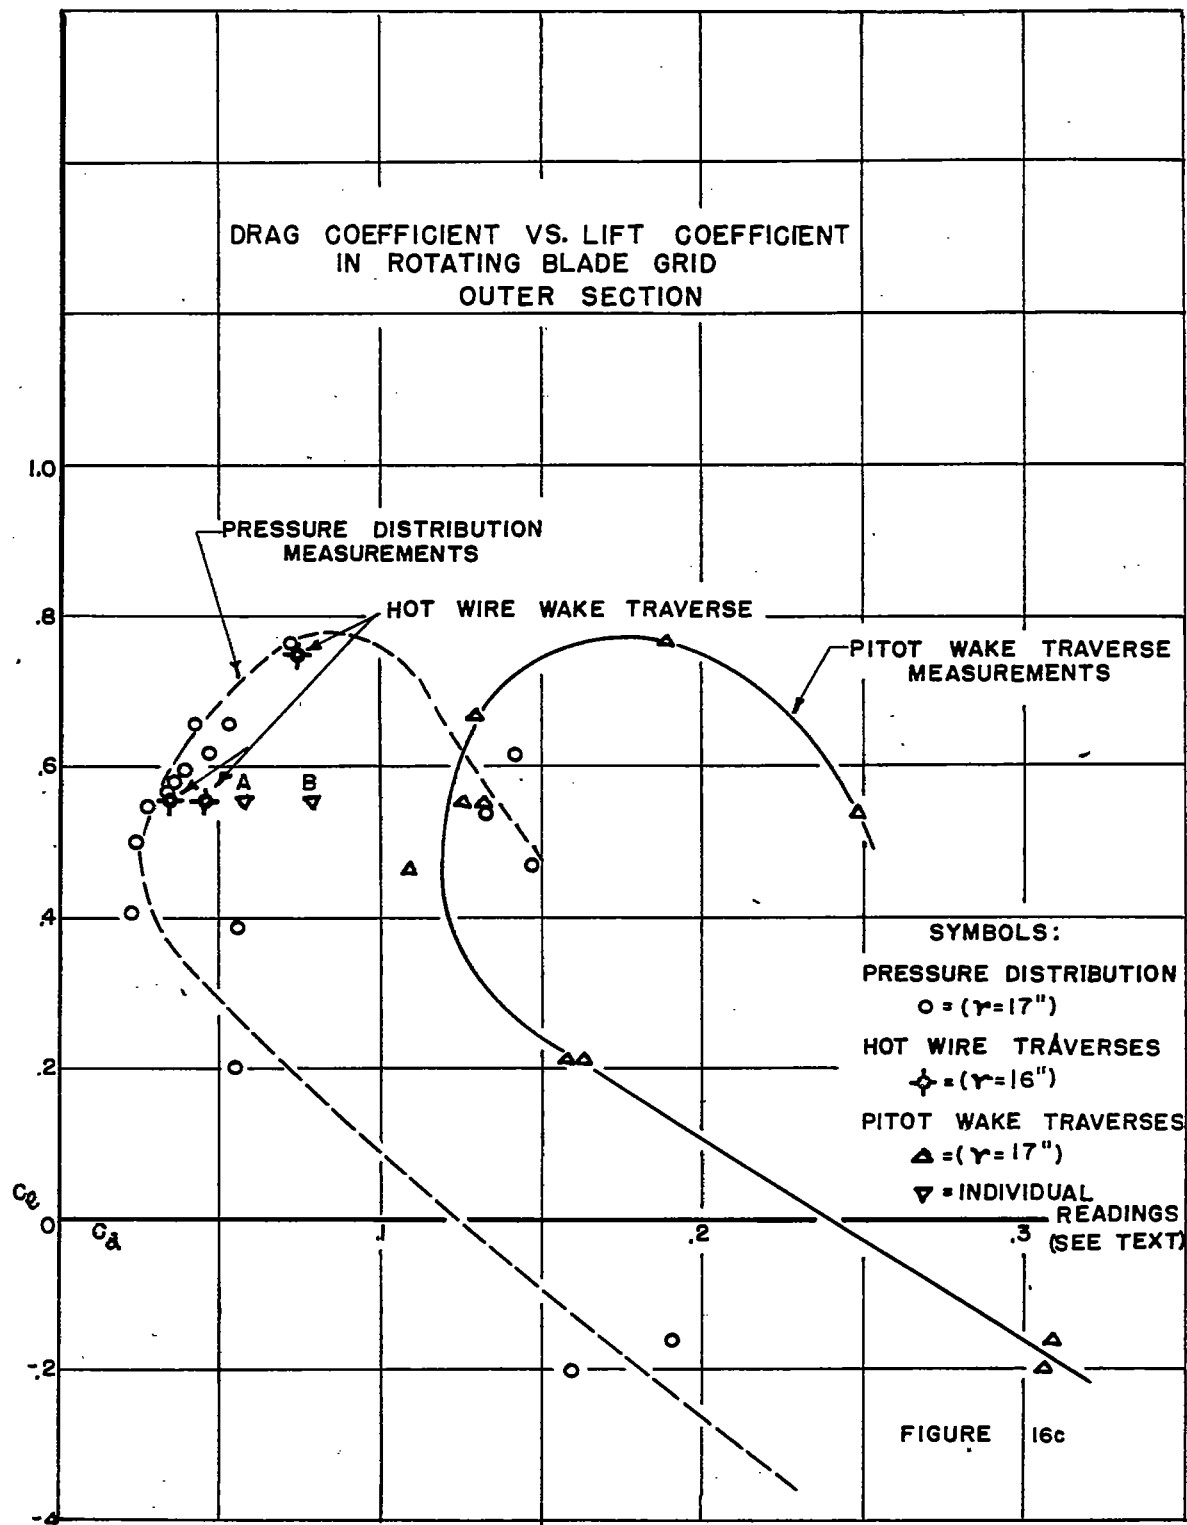 DRAG COEFFICIENT VS. LIFT COEFFICIENT
IN ROTATING BLADE GRID
OUTER SECTION
1.0
PRESSURE DISTRIBUTION
MEASUREMENTS
.8
HOT WIRE WAKE TRAVERSE
PITOT WAKE TRAVERSE
MEASUREMENTS
.6
A
B
.4
SYMBOLS:
PRESSURE DISTRIBUTION
O = (r=17")
HOT WIRE TRAVERSES
= (r=16")
.2
PITOT WAKE TRAVERSES
△ = (r=17")
▽ = INDIVIDUAL
READINGS
(SEE TEXT)
Cℓ
0
Cd
.1
.2
.3
-.2
FIGURE 16c
-.4